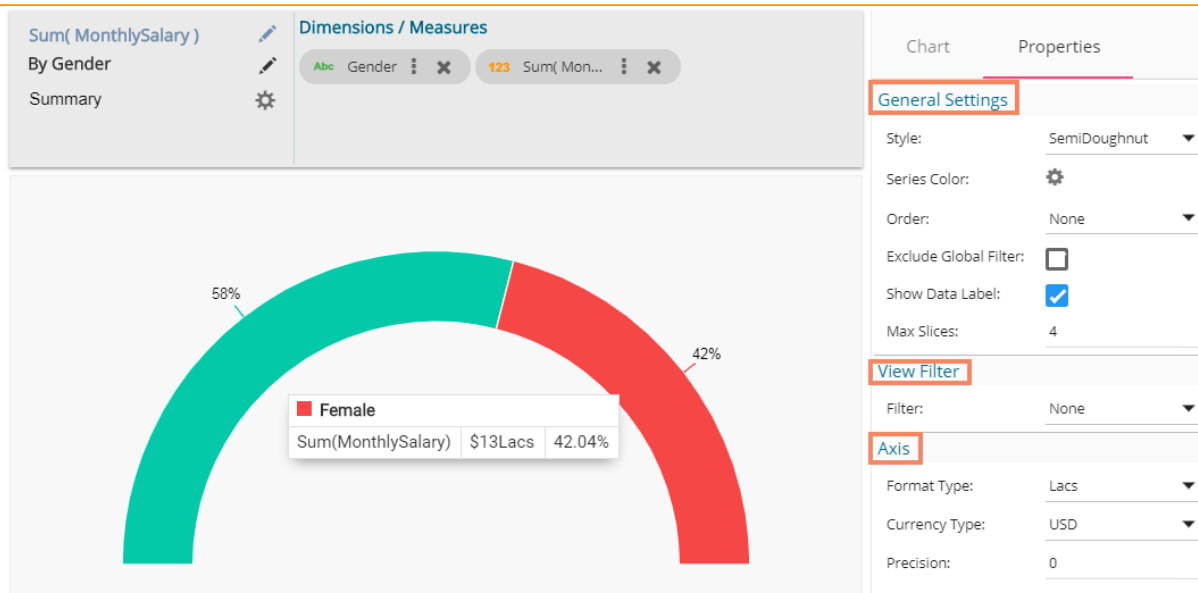 Sum( MonthlySalary )
By Gender
Summary
Dimensions / Measures
Abc Gender
123 Sum( Mon...
Chart Properties
General Settings
Style: SemiDoughnut
Series Color:
Order: None
Exclude Global Filter:
Show Data Label:
Max Slices: 4
View Filter
Filter: None
Axis
Format Type: Lacs
Currency Type: USD
Precision: 0
58%
42%
Female
Sum(MonthlySalary) $13Lacs 42.04%